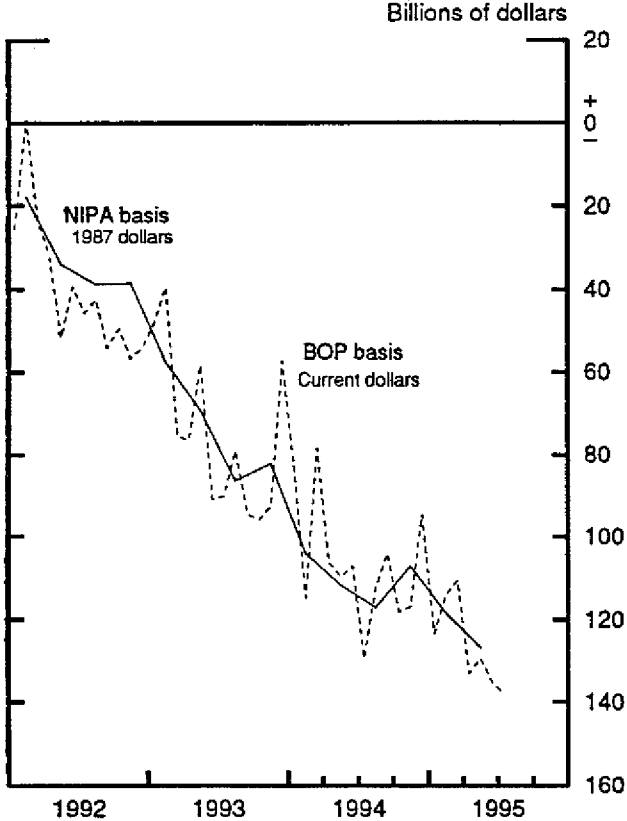 Billions of dollars
20
+
0
−
20
NIPA basis
1987 dollars
40
BOP basis
Current dollars
60
80
100
120
140
160
1992 1993 1994 1995